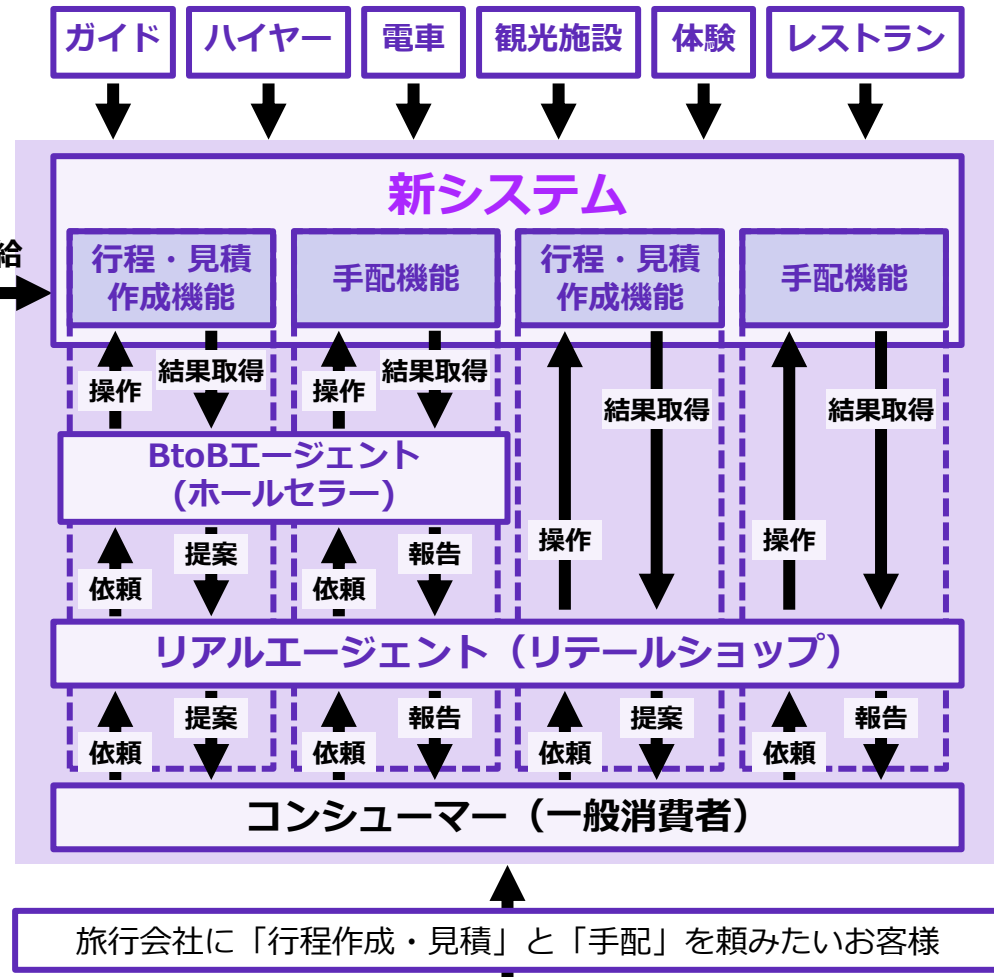 ガイド
ハイヤー
電車
観光施設
体験
レストラン
新システム
給
行程・見積
作成機能
手配機能
行程・見積
作成機能
手配機能
操作
結果取得
操作
結果取得
結果取得
結果取得
BtoBエージェント
(ホールセラー)
操作
操作
依頼
提案
依頼
報告
リアルエージェント（リテールショップ）
依頼
提案
依頼
報告
依頼
提案
依頼
報告
コンシューマー（一般消費者）
旅行会社に「行程作成・見積」と「手配」を頼みたいお客様